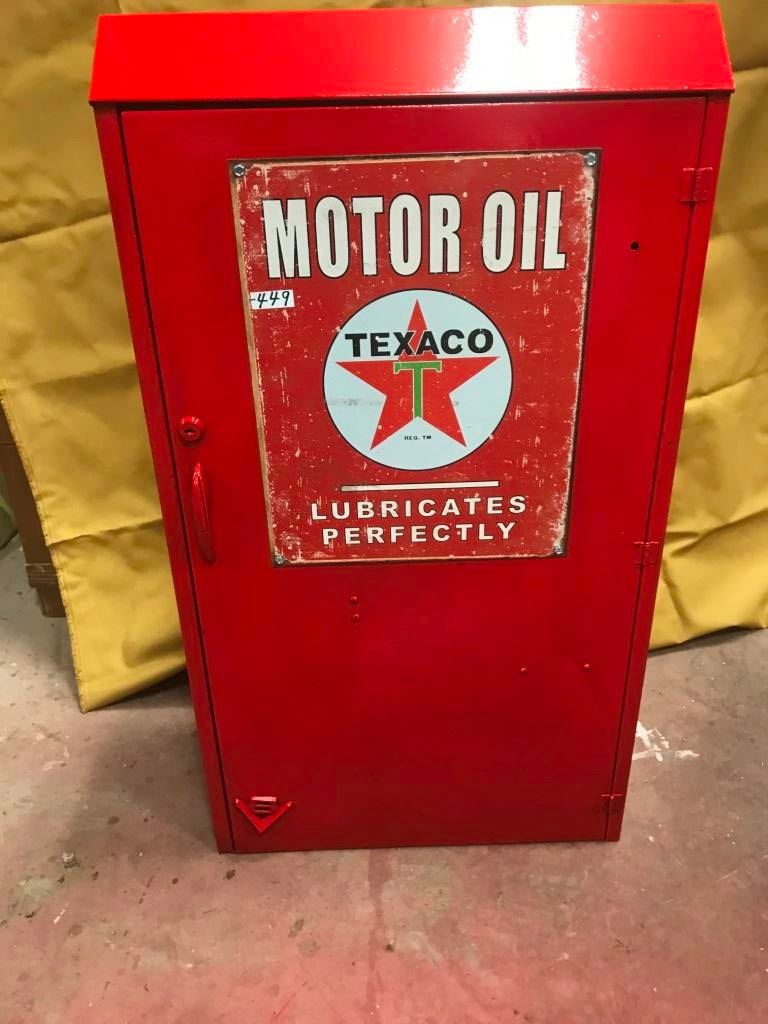 MOTOR OIL
-449
TEXACO
T
REG. TM
LUBRICATES
PERFECTLY